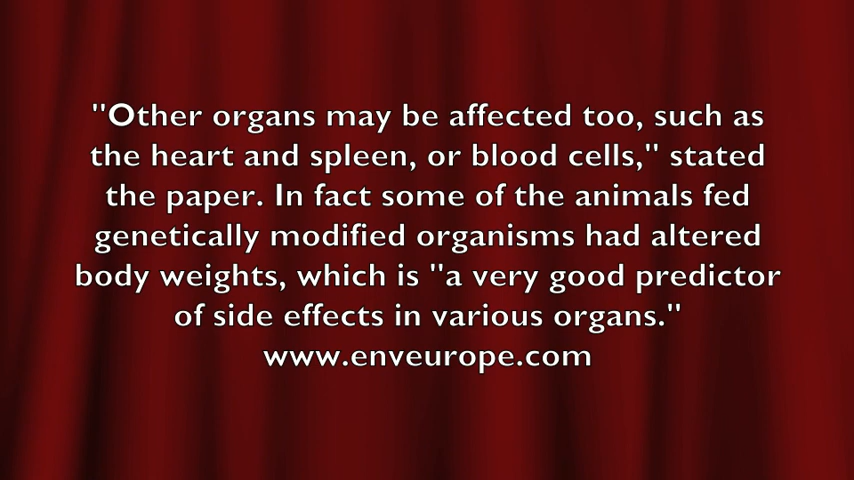 "Other organs may be affected too, such as
the heart and spleen, or blood cells," stated
the paper. In fact some of the animals fed
genetically modified organisms had altered
body weights, which is "a very good predictor
of side effects in various organs."
www.enveurope.com